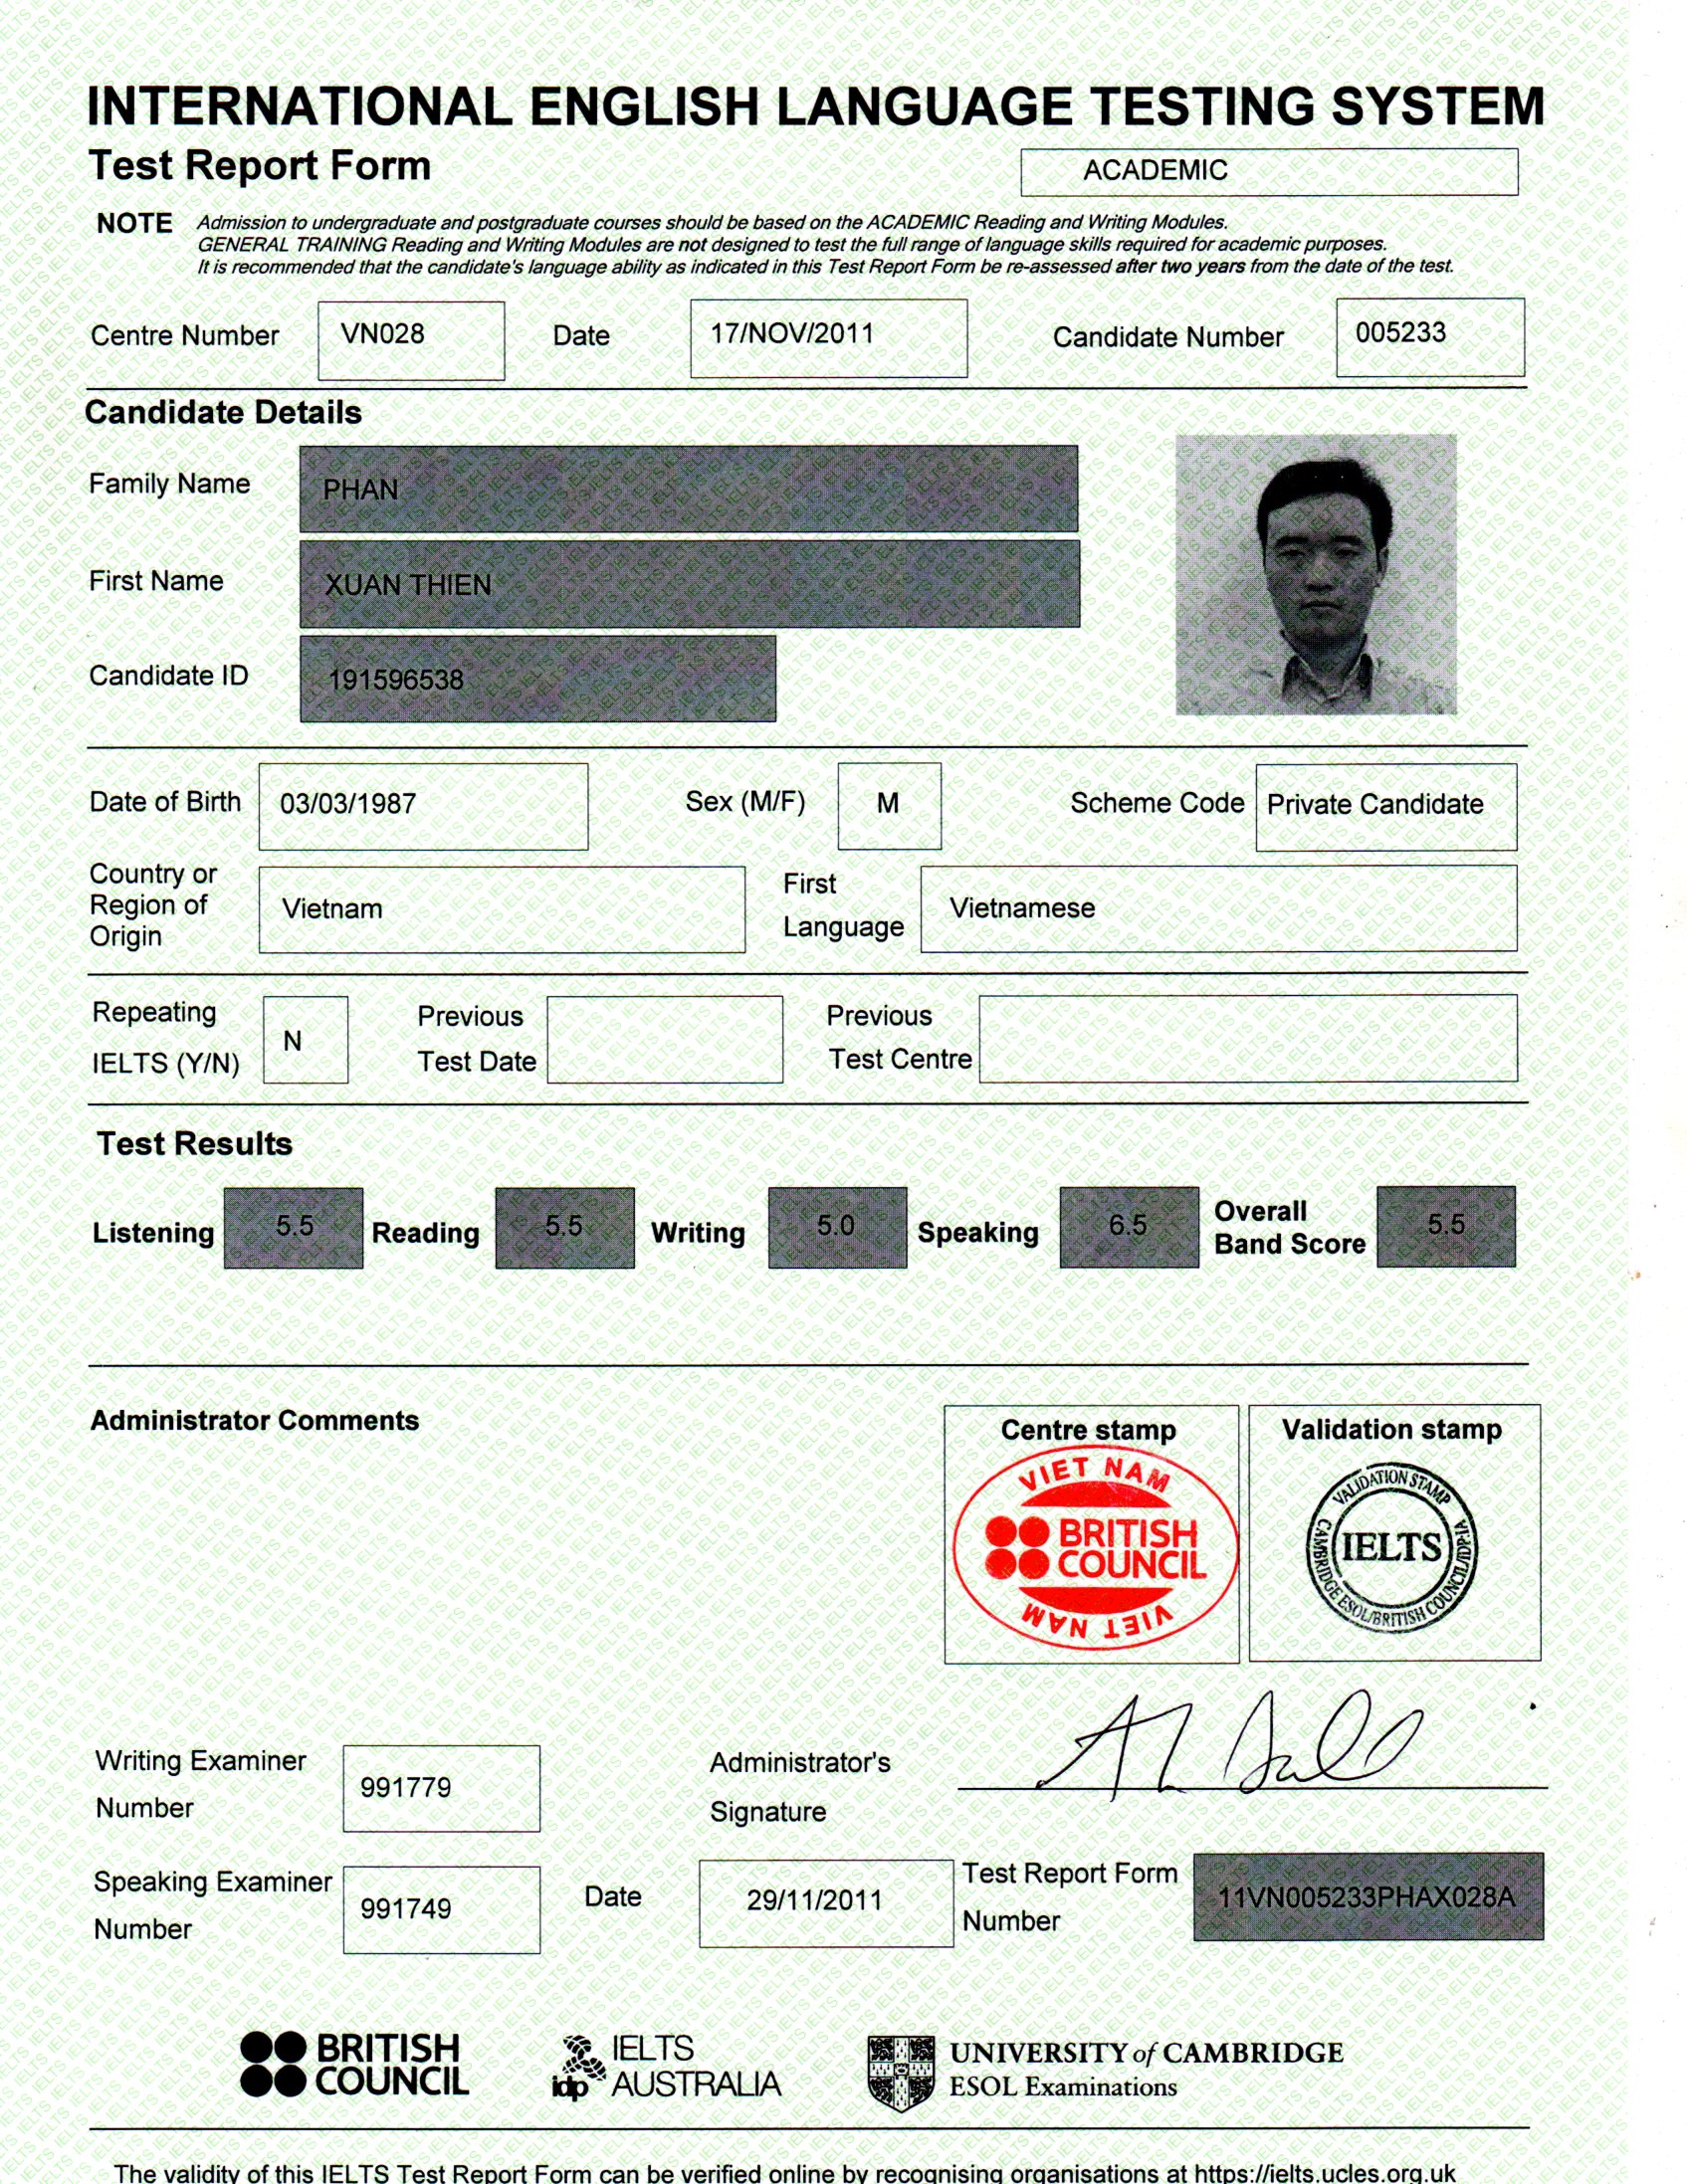 INTERNATIONAL ENGLISH LANGUAGE TESTING SYSTEM
Test Report Form
ACADEMIC
NOTE Admission to undergraduate and postgraduate courses should be based on the ACADEMIC Reading and Writing Modules.
GENERAL TRAINING Reading and Writing Modules are not designed to test the full range of language skills required for academic purposes.
It is recommended that the candidate's language ability as indicated in this Test Report Form be re-assessed after two years from the date of the test.
Centre Number VN028 Date 17/NOV/2011 Candidate Number 005233
Candidate Details
Family Name PHAN
First Name XUAN THIEN
Candidate ID 191596538
Date of Birth 03/03/1987 Sex (M/F) M Scheme Code Private Candidate
Country or
Region of
Origin
Vietnam
First
Language
Vietnamese
Repeating
IELTS (Y/N)
N
Previous
Test Date
Previous
Test Centre
Test Results
Listening 5.5 Reading 5.5 Writing 5.0 Speaking 6.5 Overall
Band Score 5.5
Administrator Comments
Centre stamp
VIET NAM
BRITISH
COUNCIL
VIET NAM
Validation stamp
VALIDATION STAMP
IELTS
CAMBRIDGE ESOL/BRITISH COUNCIL/IDP:IA
Writing Examiner
Number
991779
Administrator's
Signature
Speaking Examiner
Number
991749
Date 29/11/2011
Test Report Form
Number
11VN005233PHAX028A
BRITISH
COUNCIL
idp IELTS
AUSTRALIA
UNIVERSITY of CAMBRIDGE
ESOL Examinations
The validity of this IELTS Test Report Form can be verified online by recognising organisations at https://ielts.ucles.org.uk